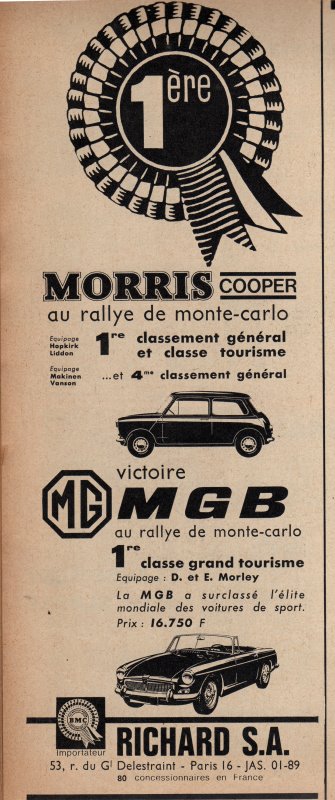 1ère
MORRIS COOPER
au rallye de monte-carlo
Equipage
Hopkirk
Liddon
1re classement général
et classe tourisme
Equipage
Makinen
Vanson
...et 4me classement général
victoire
MG MGB
au rallye de monte-carlo
1re
classe grand tourisme
Equipage : D. et E. Morley
La MGB a surclassé l'élite
mondiale des voitures de sport.
Prix : 16.750 F
BMC
Importateur RICHARD S.A.
53, r. du Gl Delestraint - Paris 16 - JAS. 01-89
80 concessionnaires en France